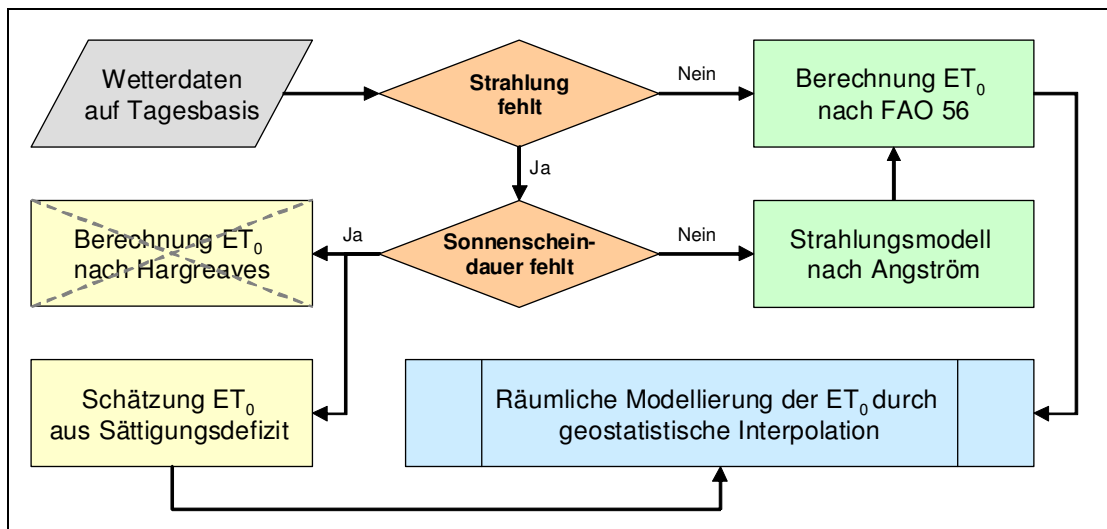 Wetterdaten
auf Tagesbasis
Strahlung
fehlt
Nein
Berechnung ET₀
nach FAO 56
Ja
Berechnung ET₀
nach Hargreaves
Ja
Sonnenschein-
dauer fehlt
Nein
Strahlungsmodell
nach Angström
Schätzung ET₀
aus Sättigungsdefizit
Räumliche Modellierung der ET₀ durch
geostatistische Interpolation